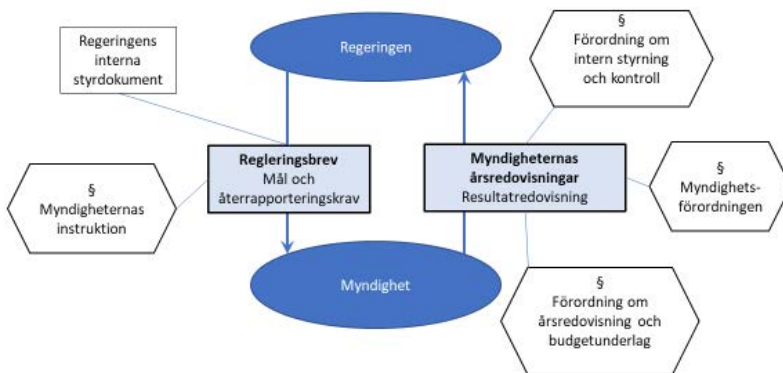 Regeringens
interna
styrdokument
Regeringen
§
Förordning om
intern styrning
och kontroll
Regleringsbrev
Mål och
återrapporteringskrav
Myndigheternas
årsredovisningar
Resultatredovisning
§
Myndighets-
förordningen
§
Myndigheternas
instruktion
Myndighet
§
Förordning om
årsredovisning och
budgetunderlag